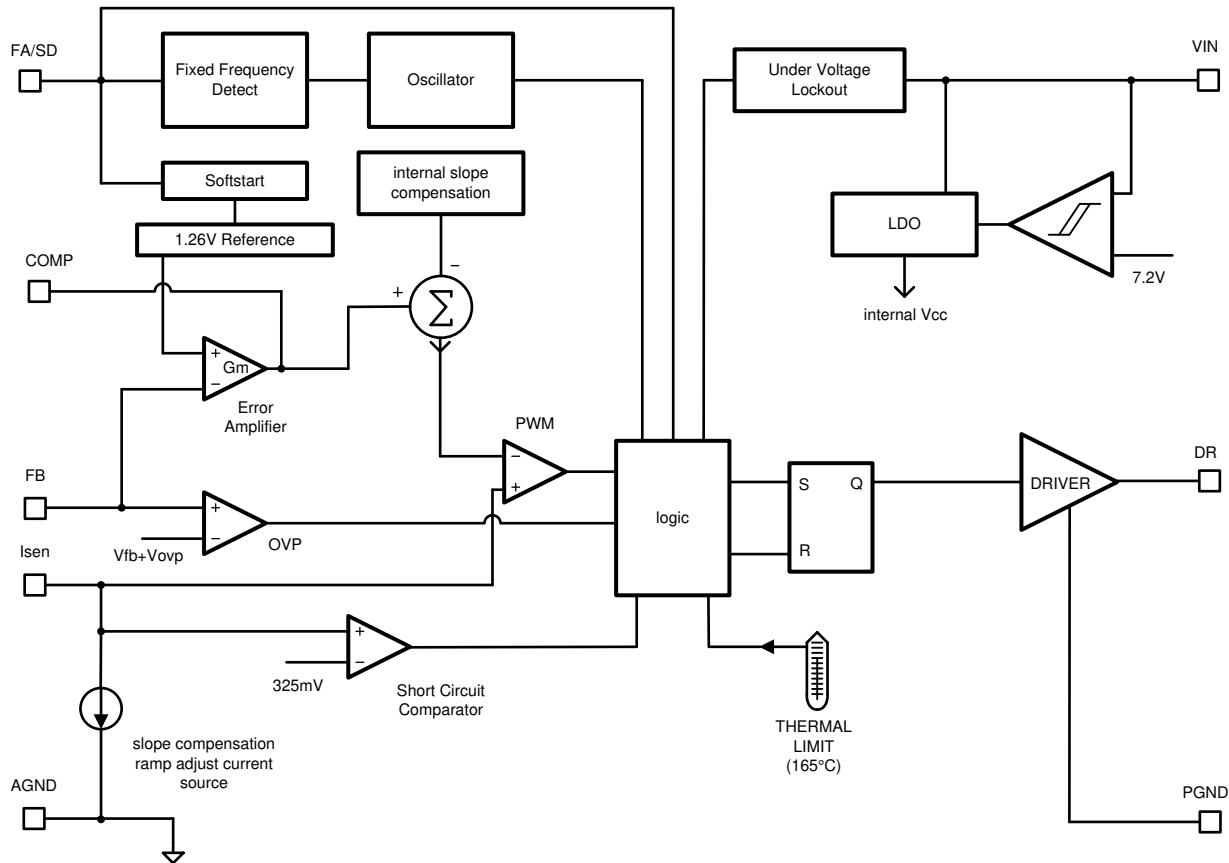 FA/SD
Fixed Frequency
Detect
Oscillator
Under Voltage
Lockout
VIN
Softstart
internal slope
compensation
1.26V Reference
LDO
COMP
7.2V
internal Vcc
+
−
Σ
+
−
Gm
Error
Amplifier
PWM
−
+
FB
+
−
OVP
Vfb+Vovp
logic
S
Q
R
DRIVER
DR
Isen
+
−
325mV
Short Circuit
Comparator
THERMAL
LIMIT
(165°C)
slope compensation
ramp adjust current
source
AGND
PGND